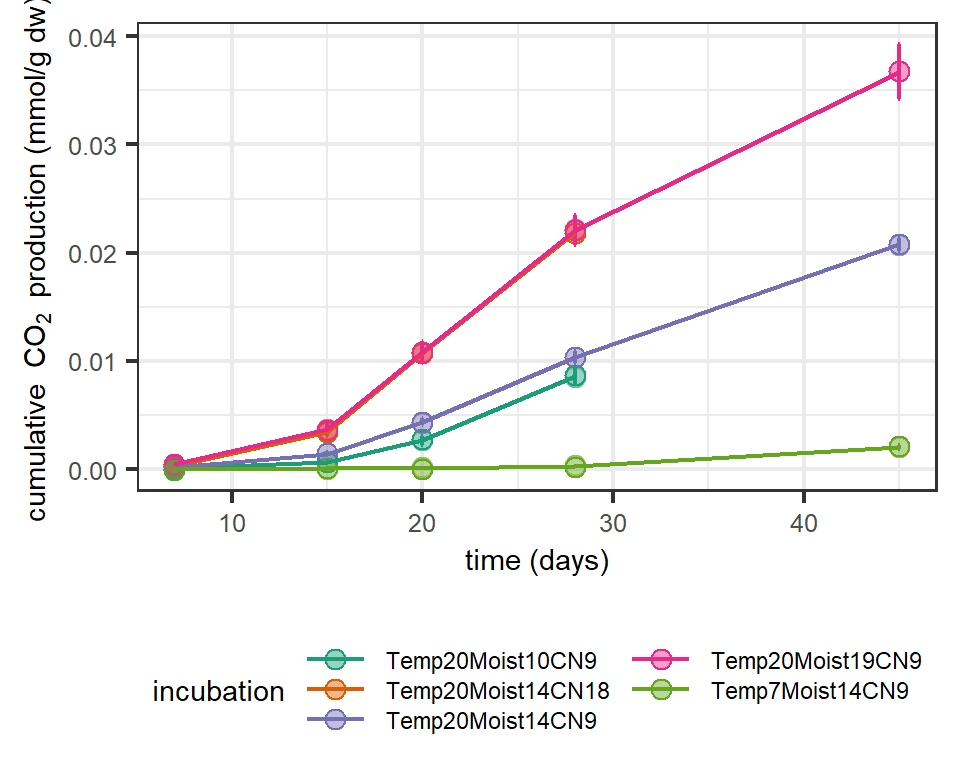 cumulative CO₂ production (mmol/g dw)
0.04
0.03
0.02
0.01
0.00
10 20 30 40
time (days)
incubation
Temp20Moist10CN9
Temp20Moist14CN18
Temp20Moist14CN9
Temp20Moist19CN9
Temp7Moist14CN9